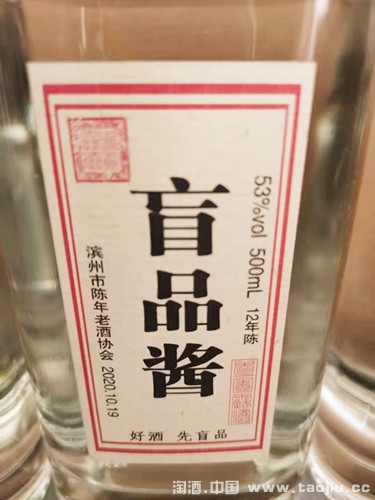 盲品酱
53%vol 500mL 12年陈
滨州市陈年老酒协会 2020.10.19
好酒 先盲品
淘酒.中国 www.taojiu.cc